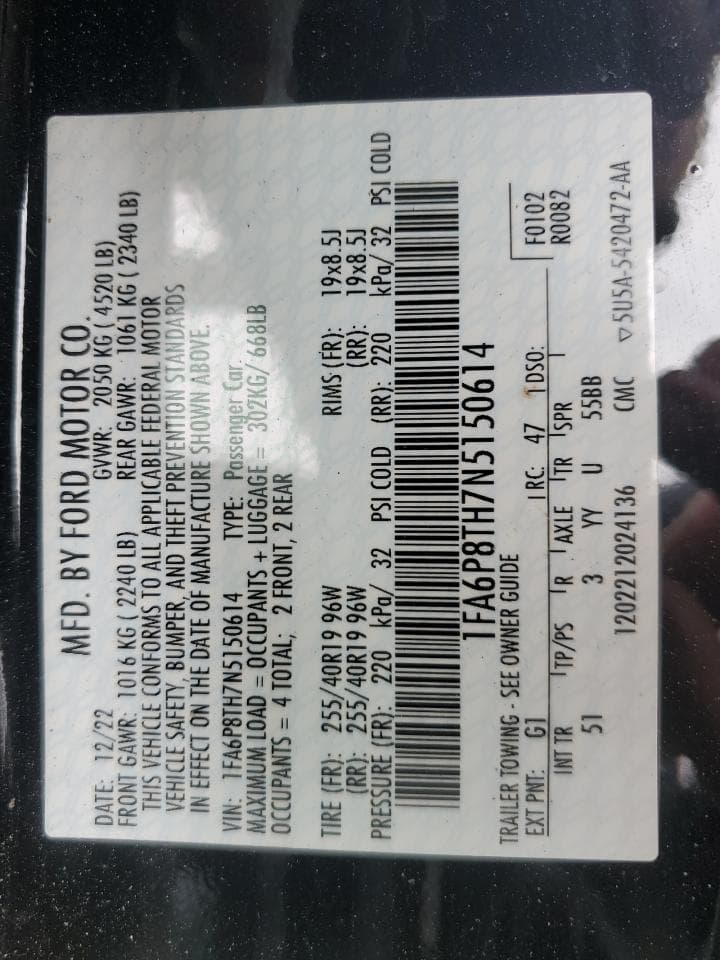 MFD. BY FORD MOTOR CO.
DATE: 12/22 GVWR: 2050 KG ( 4520 LB)
FRONT GAWR: 1016 KG ( 2240 LB) REAR GAWR: 1061 KG ( 2340 LB)
THIS VEHICLE CONFORMS TO ALL APPLICABLE FEDERAL MOTOR
VEHICLE SAFETY, BUMPER, AND THEFT PREVENTION STANDARDS
IN EFFECT ON THE DATE OF MANUFACTURE SHOWN ABOVE.
VIN: 1FA6P8TH7N5150614 TYPE: Passenger Car
MAXIMUM LOAD = OCCUPANTS + LUGGAGE = 302KG/ 668LB
OCCUPANTS = 4 TOTAL; 2 FRONT, 2 REAR
TIRE (FR): 255/40R19 96W RIMS (FR): 19x8.5J
(RR): 255/40R19 96W (RR): 19x8.5J
PRESSURE (FR): 220 kPa/ 32 PSI COLD (RR): 220 kPa/ 32 PSI COLD
1FA6P8TH7N5150614
TRAILER TOWING - SEE OWNER GUIDE
F0102
EXT PNT: G1 RC: 47 DSO: R0082
INT TR TP/PS R AXLE TR SPR
51 3 YY U 55BB
1202212024136 CMC ▽5U5A-5420472-AA